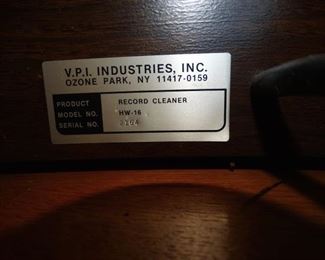 V.P.I. INDUSTRIES, INC.
OZONE PARK, NY 11417-0159
PRODUCT RECORD CLEANER
MODEL NO. HW-16
SERIAL NO.